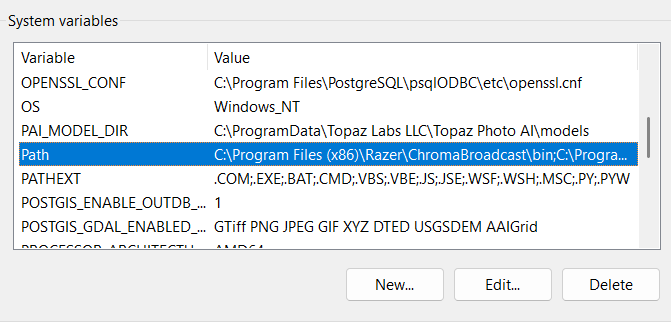 System variables
Variable Value
OPENSSL_CONF C:\Program Files\PostgreSQL\psqlODBC\etc\openssl.cnf
OS Windows_NT
PAI_MODEL_DIR C:\ProgramData\Topaz Labs LLC\Topaz Photo AI\models
Path C:\Program Files (x86)\Razer\ChromaBroadcast\bin;C:\Progra...
PATHEXT .COM;.EXE;.BAT;.CMD;.VBS;.VBE;.JS;.JSE;.WSF;.WSH;.MSC;.PY;.PYW
POSTGIS_ENABLE_OUTDB_... 1
POSTGIS_GDAL_ENABLED_... GTiff PNG JPEG GIF XYZ DTED USGSDEM AAIGrid
PROCESSOR_ARCHITECTU... AMD64
New... Edit... Delete